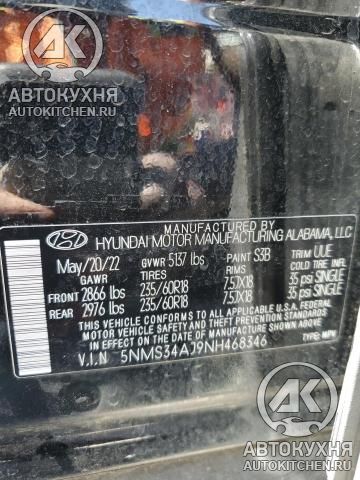 АК
АВТОКУХНЯ
AUTOKITCHEN.RU
MANUFACTURED BY
HYUNDAI MOTOR MANUFACTURING ALABAMA, LLC
May/20/22 GVWR 5137 lbs PAINT S3B TRIM UUE
GAWR TIRES RIMS COLD TIRE INFL.
FRONT 2866 lbs 235/60R18 7.5JX18 35 psi SINGLE
REAR 2976 lbs 235/60R18 7.5JX18 35 psi SINGLE
V.I.N 5NMS34AJ9NH468346
THIS VEHICLE CONFORMS TO ALL APPLICABLE U.S.
FEDERAL MOTOR VEHICLE SAFETY STANDARDS IN
EFFECT ON THE DATE OF MANUFACTURE SHOWN ABOVE.
TYPE: MPV
АК
АВТОКУХНЯ
AUTOKITCHEN.RU